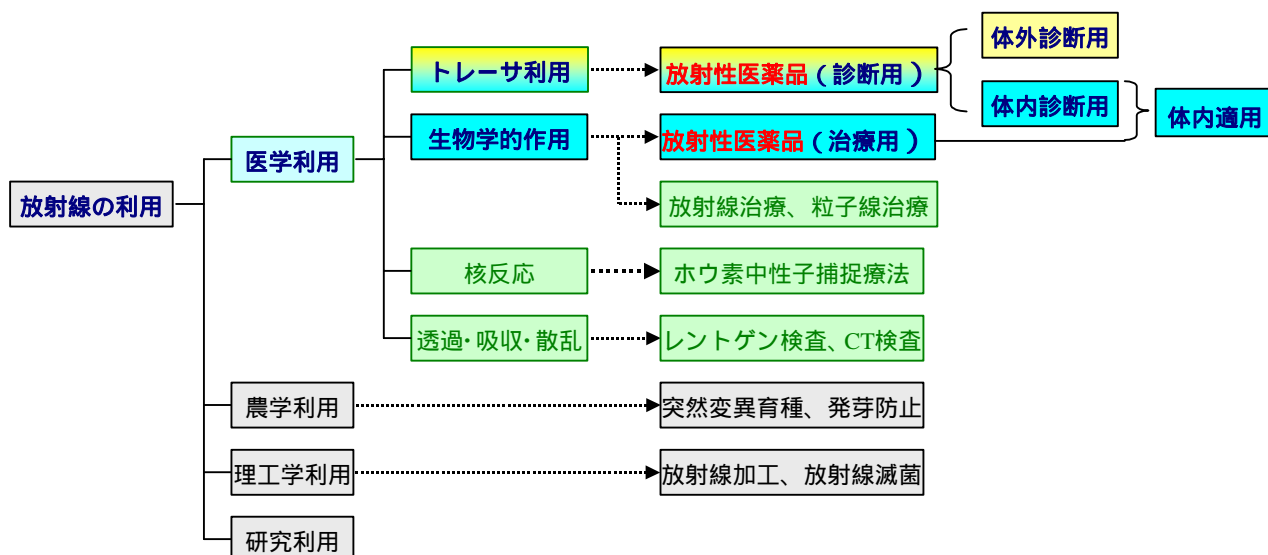 体外診断用
トレーサ利用
放射性医薬品(診断用)
体内診断用
体内適用
生物学的作用
放射性医薬品(治療用)
医学利用
放射線の利用
放射線治療、粒子線治療
核反応
ホウ素中性子捕捉療法
透過・吸収・散乱
レントゲン検査、CT検査
農学利用
突然変異育種、発芽防止
理工学利用
放射線加工、放射線滅菌
研究利用